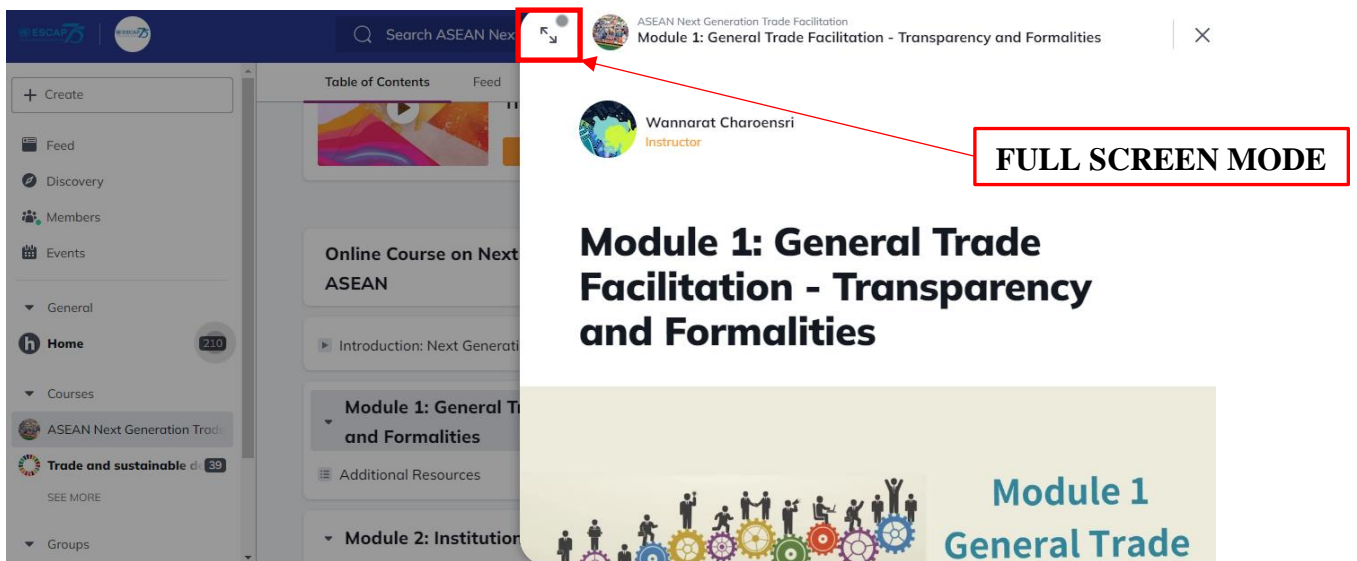 ESCAP 75
Search ASEAN Nex
ASEAN Next Generation Trade Facilitation
Module 1: General Trade Facilitation - Transparency and Formalities
Create
Feed
Discovery
Members
Events
General
Home
210
Courses
ASEAN Next Generation Trade
Trade and sustainable d
39
SEE MORE
Groups
Table of Contents
Feed
Online Course on Next
ASEAN
Introduction: Next Generati
Module 1: General Tr
and Formalities
Additional Resources
Module 2: Institution
Wannarat Charoensri
Instructor
FULL SCREEN MODE
Module 1: General Trade
Facilitation - Transparency
and Formalities
Module 1
General Trade